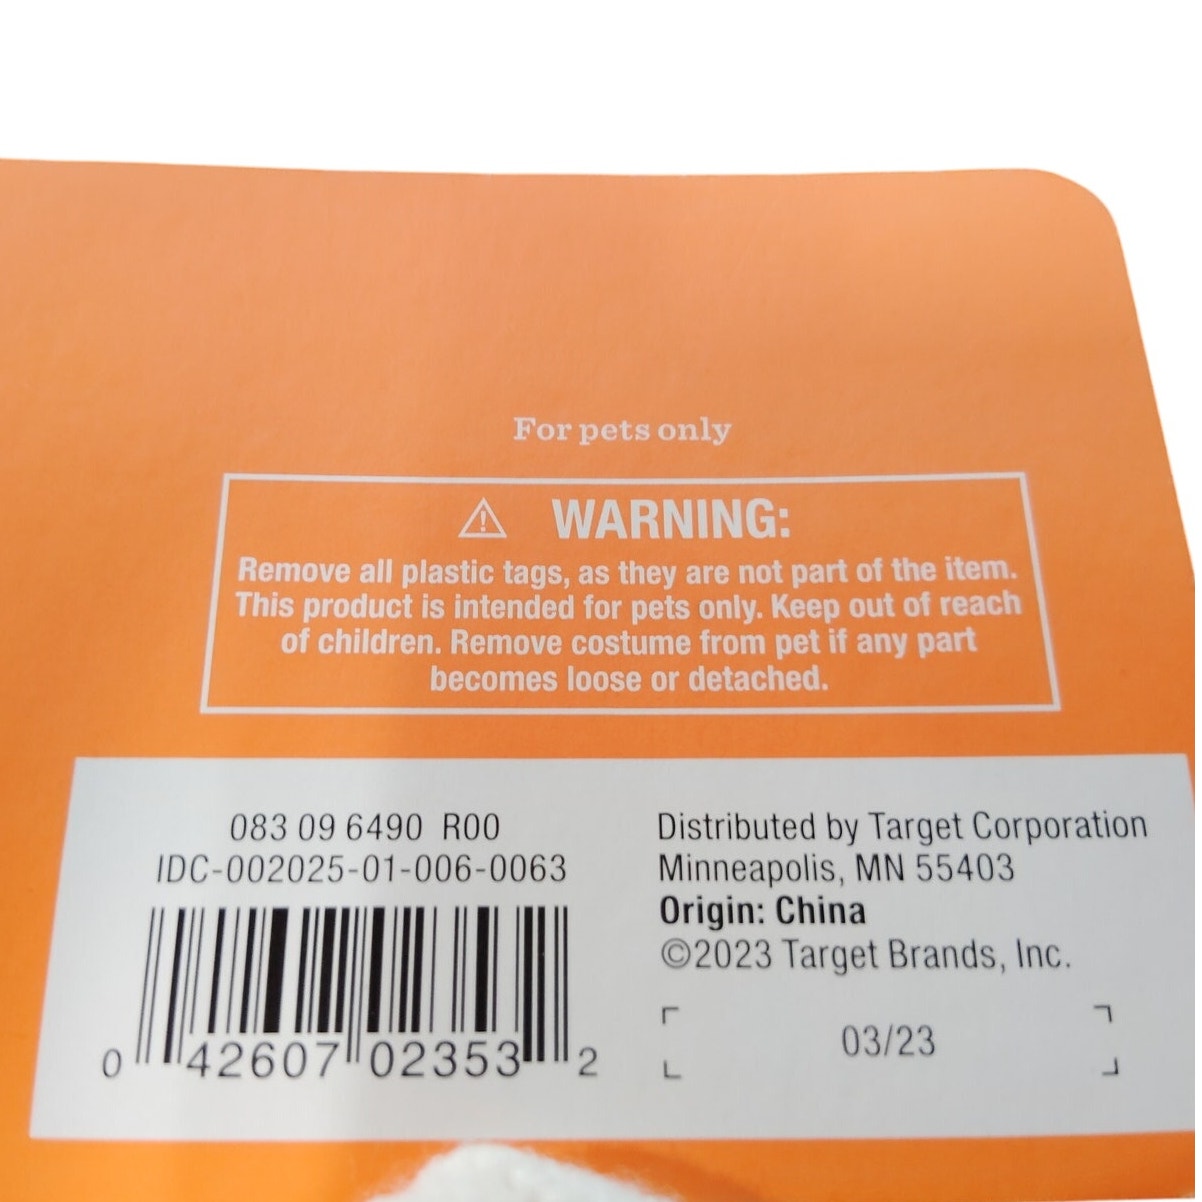 For pets only
⚠ WARNING:
Remove all plastic tags, as they are not part of the item.
This product is intended for pets only. Keep out of reach
of children. Remove costume from pet if any part
becomes loose or detached.
083 09 6490 R00
IDC-002025-01-006-0063
0 42607 02353 2
Distributed by Target Corporation
Minneapolis, MN 55403
Origin: China
©2023 Target Brands, Inc.
03/23